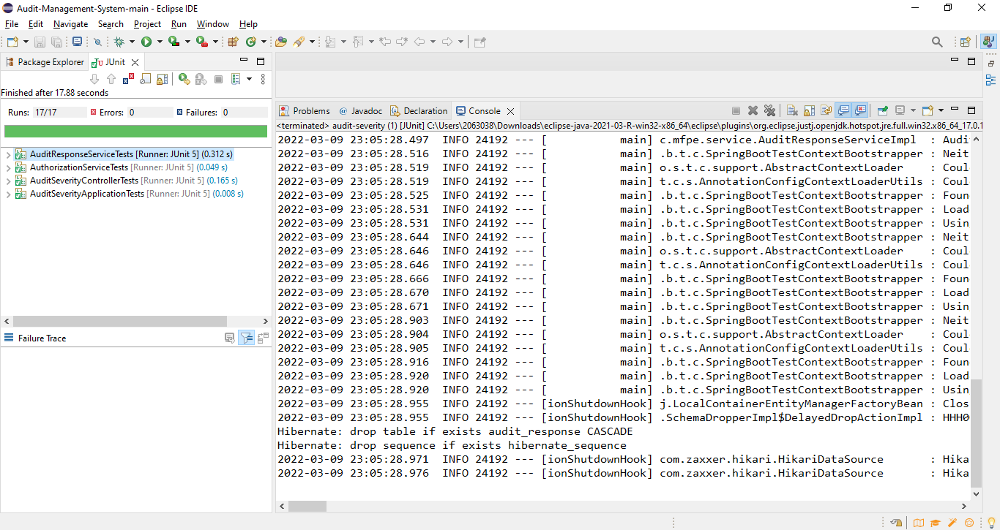 Audit-Management-System-main - Eclipse IDE
File Edit Navigate Search Project Run Window Help
Package Explorer JUnit
Finished after 17.88 seconds
Runs: 17/17 Errors: 0 Failures: 0
AuditResponseServiceTests [Runner: JUnit 5] (0.312 s)
AuthorizationServiceTests [Runner: JUnit 5] (0.049 s)
AuditSeverityControllerTests [Runner: JUnit 5] (0.165 s)
AuditSeverityApplicationTests [Runner: JUnit 5] (0.008 s)
Failure Trace
Problems @ Javadoc Declaration Console
<terminated> audit-severity (1) [JUnit] C:\Users\2063038\Downloads\eclipse-java-2021-03-R-win32-x86_64\eclipse\plugins\org.eclipse.justj.openjdk.hotspot.jre.full.win32.x86_64_17.0.1
2022-03-09 23:05:28.497  INFO 24192 --- [           main] c.mfpe.service.AuditResponseServiceImpl  : Audi
2022-03-09 23:05:28.516  INFO 24192 --- [           main] .b.t.c.SpringBootTestContextBootstrapper : Neit
2022-03-09 23:05:28.519  INFO 24192 --- [           main] o.s.t.c.support.AbstractContextLoader    : Coul
2022-03-09 23:05:28.519  INFO 24192 --- [           main] t.c.s.AnnotationConfigContextLoaderUtils : Coul
2022-03-09 23:05:28.525  INFO 24192 --- [           main] .b.t.c.SpringBootTestContextBootstrapper : Foun
2022-03-09 23:05:28.531  INFO 24192 --- [           main] .b.t.c.SpringBootTestContextBootstrapper : Load
2022-03-09 23:05:28.531  INFO 24192 --- [           main] .b.t.c.SpringBootTestContextBootstrapper : Usin
2022-03-09 23:05:28.644  INFO 24192 --- [           main] .b.t.c.SpringBootTestContextBootstrapper : Neit
2022-03-09 23:05:28.646  INFO 24192 --- [           main] o.s.t.c.support.AbstractContextLoader    : Coul
2022-03-09 23:05:28.646  INFO 24192 --- [           main] t.c.s.AnnotationConfigContextLoaderUtils : Coul
2022-03-09 23:05:28.666  INFO 24192 --- [           main] .b.t.c.SpringBootTestContextBootstrapper : Foun
2022-03-09 23:05:28.670  INFO 24192 --- [           main] .b.t.c.SpringBootTestContextBootstrapper : Load
2022-03-09 23:05:28.671  INFO 24192 --- [           main] .b.t.c.SpringBootTestContextBootstrapper : Usin
2022-03-09 23:05:28.903  INFO 24192 --- [           main] .b.t.c.SpringBootTestContextBootstrapper : Neit
2022-03-09 23:05:28.904  INFO 24192 --- [           main] o.s.t.c.support.AbstractContextLoader    : Coul
2022-03-09 23:05:28.905  INFO 24192 --- [           main] t.c.s.AnnotationConfigContextLoaderUtils : Coul
2022-03-09 23:05:28.916  INFO 24192 --- [           main] .b.t.c.SpringBootTestContextBootstrapper : Foun
2022-03-09 23:05:28.920  INFO 24192 --- [           main] .b.t.c.SpringBootTestContextBootstrapper : Load
2022-03-09 23:05:28.920  INFO 24192 --- [           main] .b.t.c.SpringBootTestContextBootstrapper : Usin
2022-03-09 23:05:28.955  INFO 24192 --- [ionShutdownHook] j.LocalContainerEntityManagerFactoryBean : Clos
2022-03-09 23:05:28.955  INFO 24192 --- [ionShutdownHook] .SchemaDropperImpl$DelayedDropActionImpl : HHH0
Hibernate: drop table if exists audit_response CASCADE
Hibernate: drop sequence if exists hibernate_sequence
2022-03-09 23:05:28.971  INFO 24192 --- [ionShutdownHook] com.zaxxer.hikari.HikariDataSource       : Hika
2022-03-09 23:05:28.976  INFO 24192 --- [ionShutdownHook] com.zaxxer.hikari.HikariDataSource       : Hika